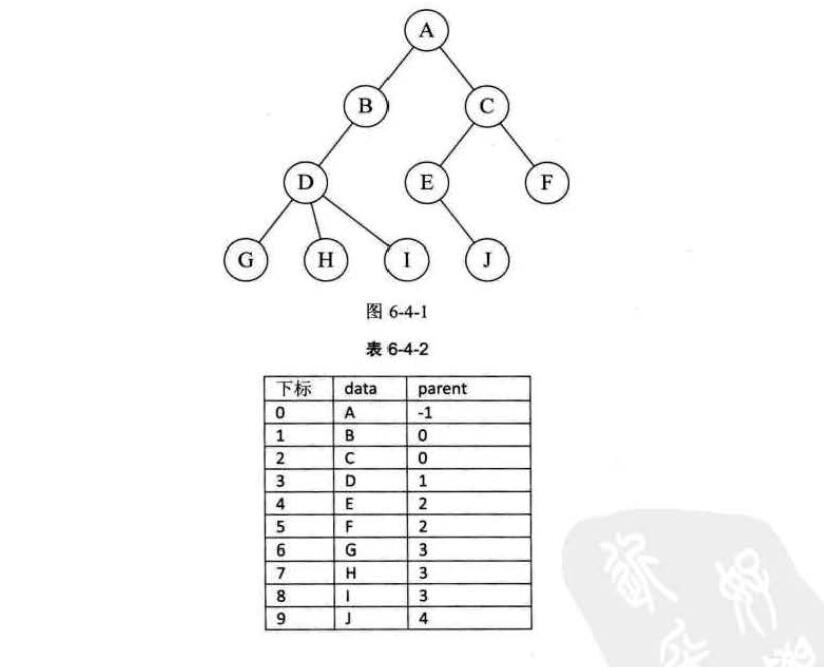 A
B C
D E F
G H I J
图 6-4-1
表 6-4-2
下标 data parent
0 A -1
1 B 0
2 C 0
3 D 1
4 E 2
5 F 2
6 G 3
7 H 3
8 I 3
9 J 4